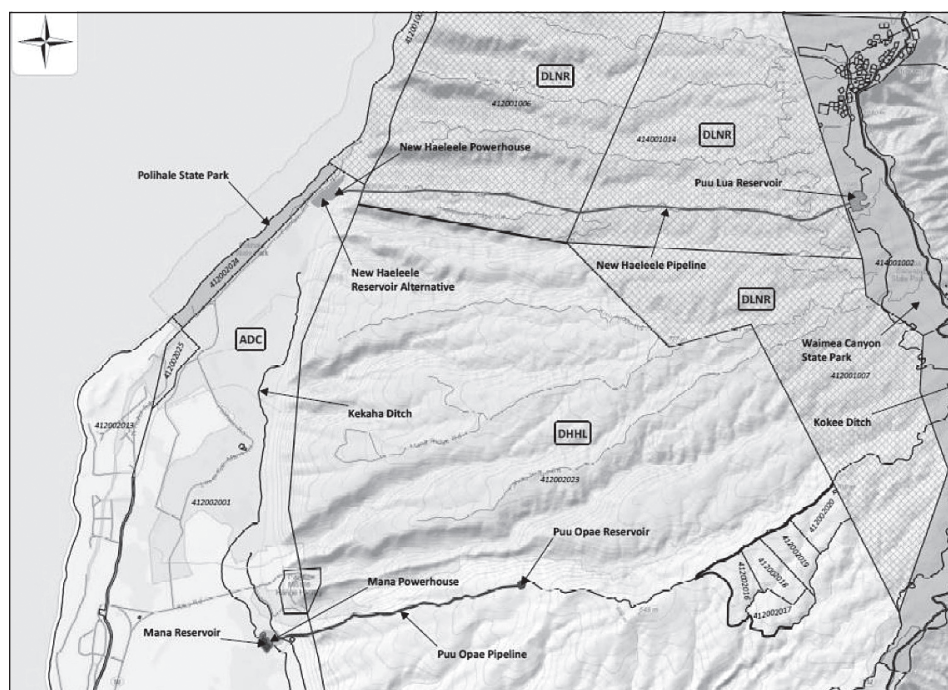 DLNR
412001006
DLNR
414001014
New Haeleele Powerhouse
Polihale State Park
Puu Lua Reservoir
412002024
New Haeleele
Reservoir Alternative
New Haeleele Pipeline
414001002
DLNR
ADC
Waimea Canyon
State Park
412002025
412001007
Kekaha Ditch
412002013
DHHL
Kokee Ditch
412002023
412002001
412002020
Puu Opae Reservoir
412002019
412002018
412002016
412002017
Mana Powerhouse
Mana Reservoir
Puu Opae Pipeline